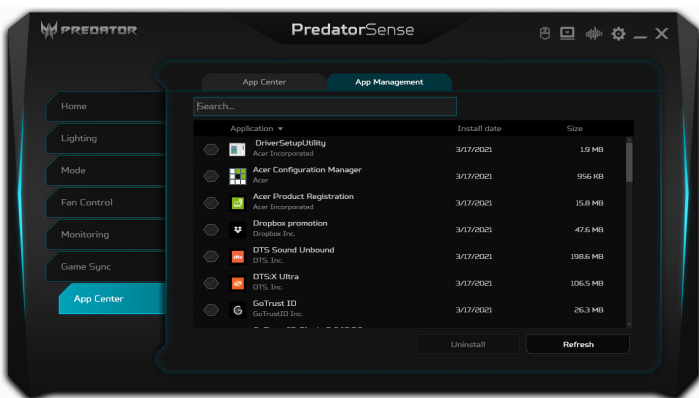 PREDATOR
PredatorSense
App Center
App Management
Home
Lighting
Mode
Fan Control
Monitoring
Game Sync
App Center
Search...
Application
Install date
Size
DriverSetupUtility
Acer Incorporated
3/17/2021
1.9 MB
Acer Configuration Manager
Acer
3/17/2021
956 KB
Acer Product Registration
Acer Incorporated
3/17/2021
15.8 MB
Dropbox promotion
Dropbox Inc.
3/17/2021
47.6 MB
dts
DTS Sound Unbound
DTS, Inc.
3/17/2021
198.6 MB
DTS:X Ultra
DTS, Inc.
3/17/2021
106.5 MB
G
GoTrust ID
GoTrustID Inc.
3/17/2021
26.3 MB
Uninstall
Refresh